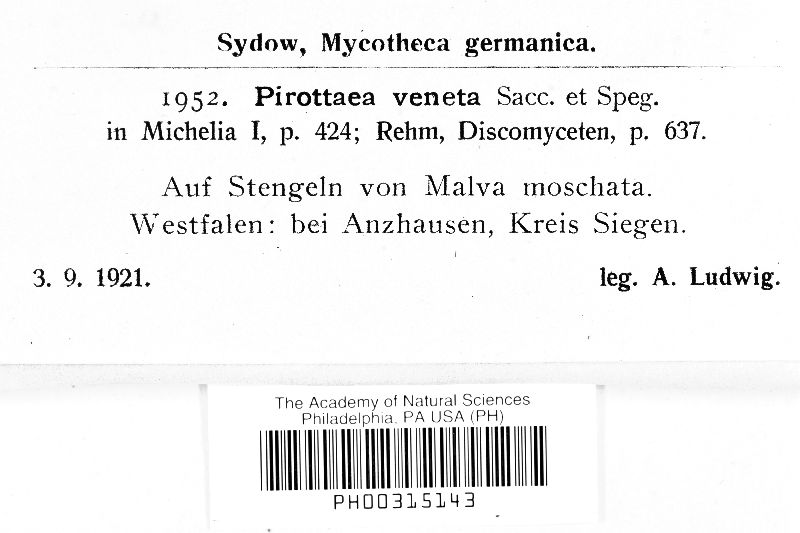 Sydow, Mycotheca germanica.
1952. Pirottaea veneta Sacc. et Speg.
in Michelia I, p. 424; Rehm, Discomyceten, p. 637.
Auf Stengeln von Malva moschata.
Westfalen: bei Anzhausen, Kreis Siegen.
3. 9. 1921. leg. A. Ludwig.
The Academy of Natural Sciences
Philadelphia, PA USA (PH)
PH00315143